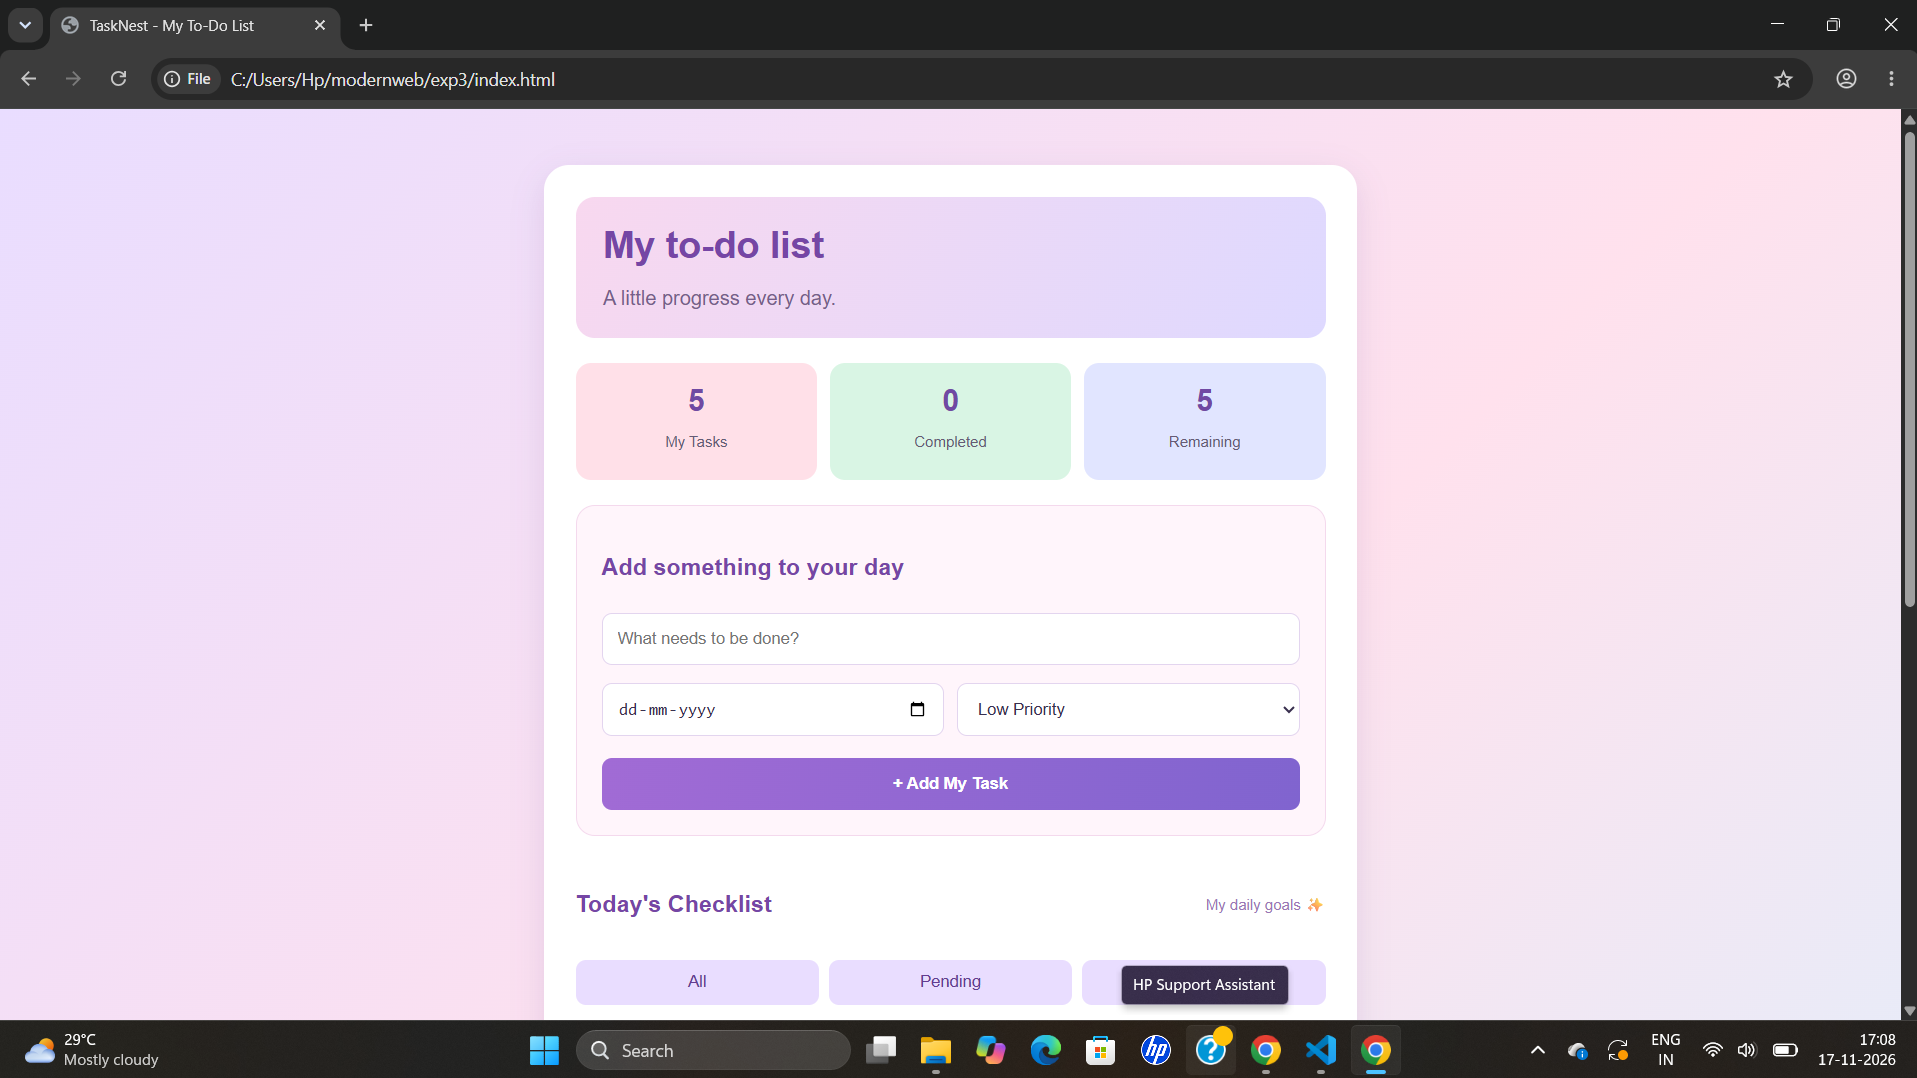 TaskNest - My To-Do List
File
C:/Users/Hp/modernweb/exp3/index.html
My to-do list
A little progress every day.
5
My Tasks
0
Completed
5
Remaining
Add something to your day
What needs to be done?
dd-mm-yyyy
Low Priority
+ Add My Task
Today's Checklist
My daily goals ✨
All
Pending
HP Support Assistant
29°C
Mostly cloudy
Search
hp
ENG
IN
17:08
17-11-2026